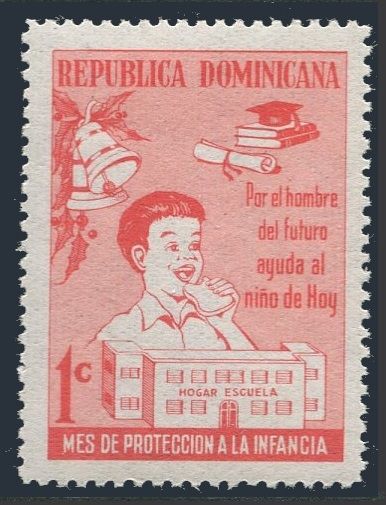 REPUBLICA DOMINICANA
Por el hombre
del futuro
ayuda al
niño de Hoy
1c
HOGAR ESCUELA
MES DE PROTECCION A LA INFANCIA